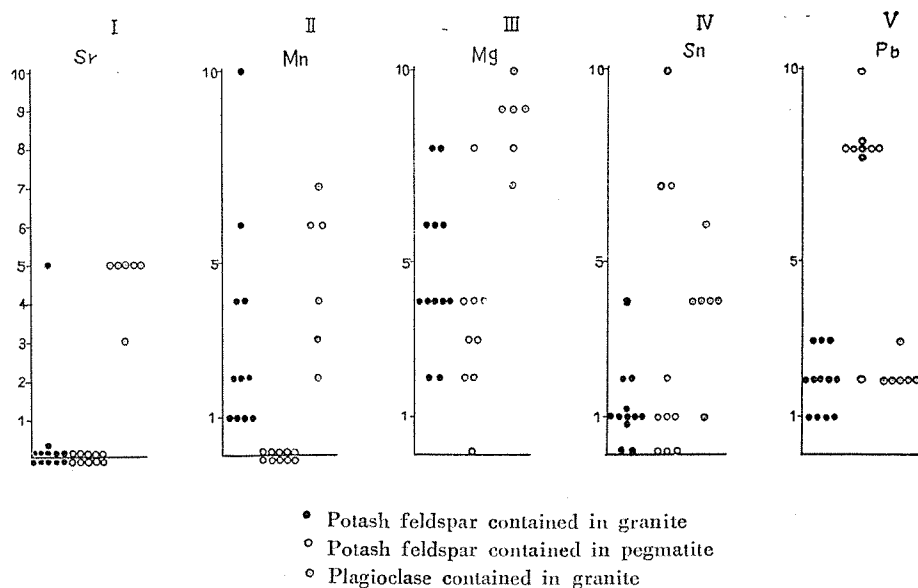 I II III IV V
Sr Mn Mg Sn Pb
10 10 10 10 10
9
8
7
6
5 5 5 5 5
4
3
2
1 1 1 1 1
Potash feldspar contained in granite
Potash feldspar contained in pegmatite
Plagioclase contained in granite